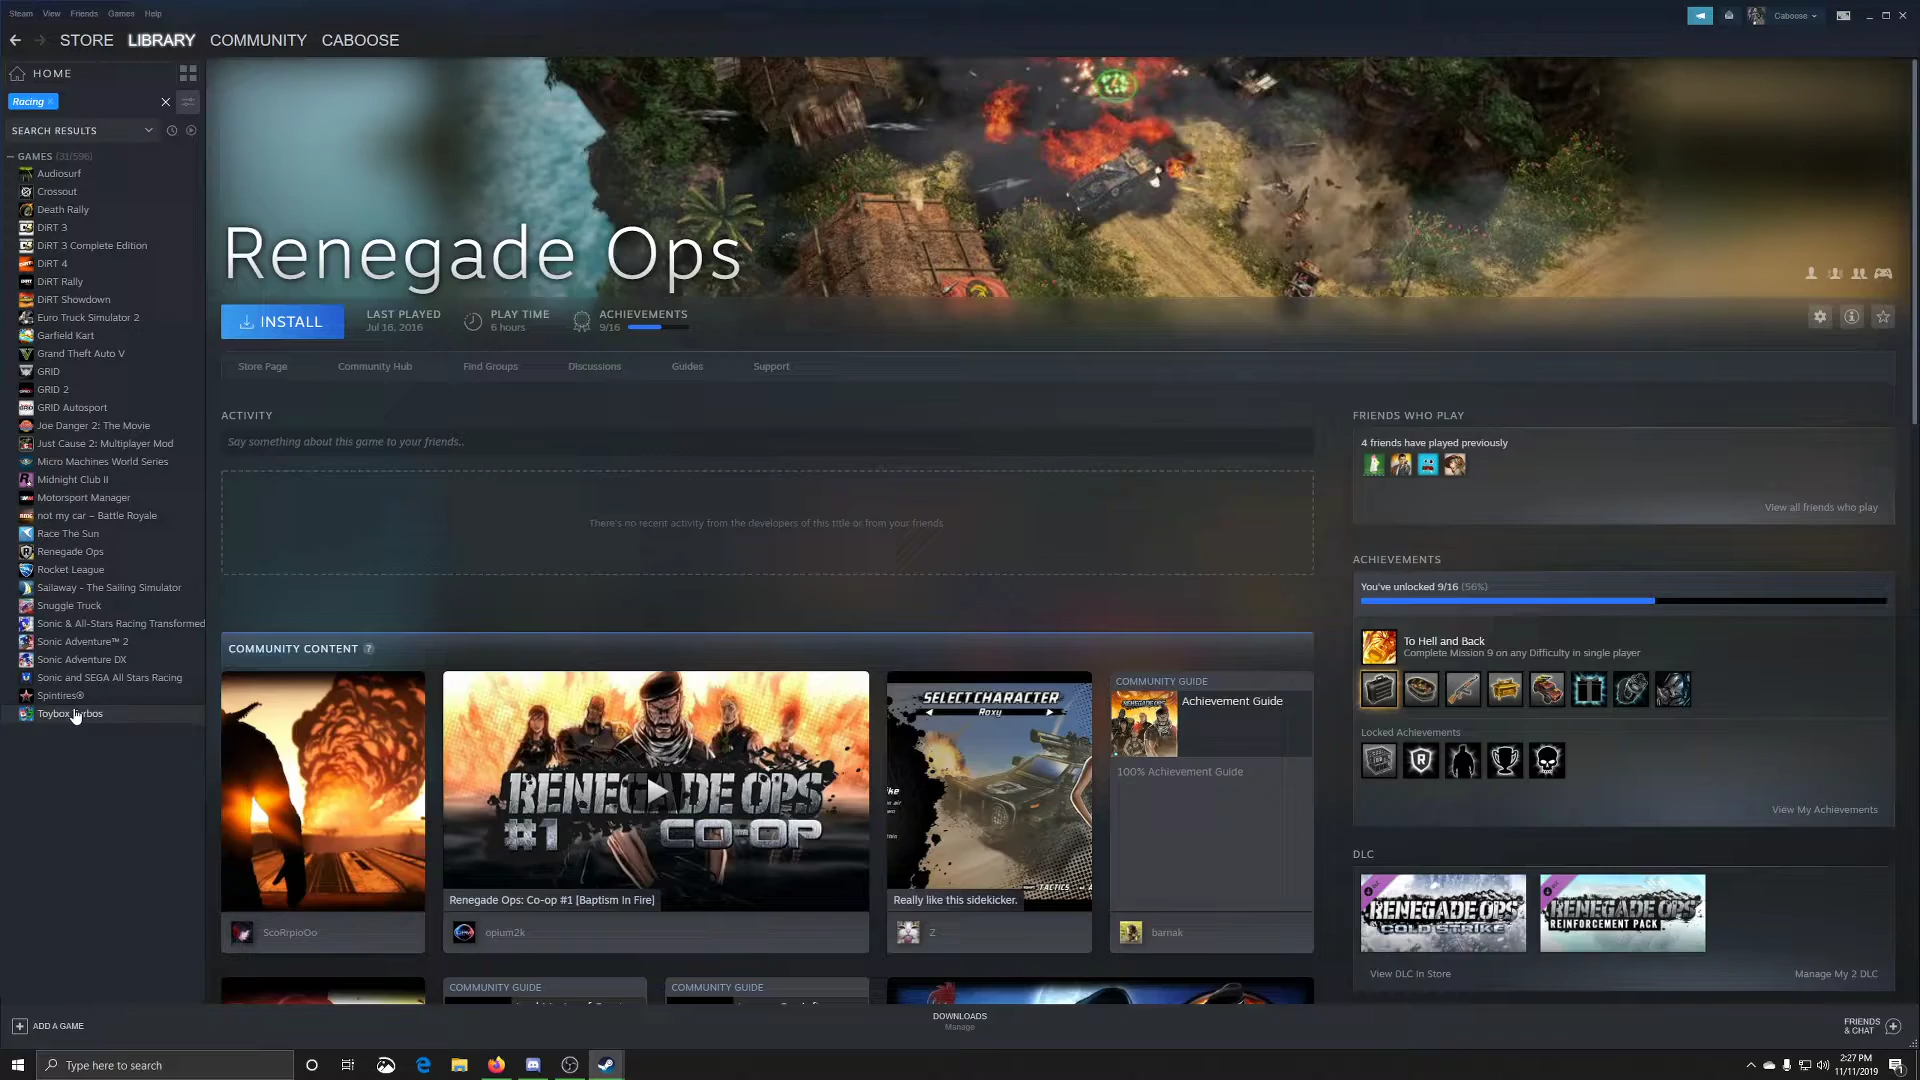 Steam View Friends Games Help
Caboose
STORE LIBRARY COMMUNITY CABOOSE
HOME
Racing
SEARCH RESULTS
GAMES (31/596)
Audiosurf
Crossout
Death Rally
DiRT 3
DiRT 3 Complete Edition
DiRT 4
DiRT Rally
DiRT Showdown
Euro Truck Simulator 2
Garfield Kart
Grand Theft Auto V
GRID
GRID 2
GRID Autosport
Joe Danger 2: The Movie
Just Cause 2: Multiplayer Mod
Micro Machines World Series
Midnight Club II
Motorsport Manager
not my car – Battle Royale
Race The Sun
Renegade Ops
Rocket League
Sailaway - The Sailing Simulator
Snuggle Truck
Sonic & All-Stars Racing Transformed
Sonic Adventure™ 2
Sonic Adventure DX
Sonic and SEGA All Stars Racing
Spintires®
Toybox
Renegade Ops
INSTALL
LAST PLAYED
Jul 16, 2016
PLAY TIME
6 hours
ACHIEVEMENTS
9/16
Store Page Community Hub Find Groups Discussions Guides Support
ACTIVITY
Say something about this game to your friends..
There's no recent activity from the developers of this title or from your friends
FRIENDS WHO PLAY
4 friends have played previously
View all friends who play
ACHIEVEMENTS
You've unlocked 9/16 (56%)
To Hell and Back
Complete Mission 9 on any Difficulty in single player
Locked Achievements
View My Achievements
DLC
RENEGADE OPS
COLD STRIKE
RENEGADE OPS
REINFORCEMENT PACK
View DLC In Store
Manage My 2 DLC
COMMUNITY CONTENT ?
ScoRrpioOo
RENEGADE OPS
#1 CO-OP
Renegade Ops: Co-op #1 [Baptism In Fire]
opium2k
SELECT CHARACTER
Roxy
TACTICS
Really like this sidekicker.
Z
COMMUNITY GUIDE
Achievement Guide
100% Achievement Guide
barnak
COMMUNITY GUIDE
COMMUNITY GUIDE
ADD A GAME
DOWNLOADS
Manage
FRIENDS
& CHAT
Type here to search
2:27 PM
11/11/2019